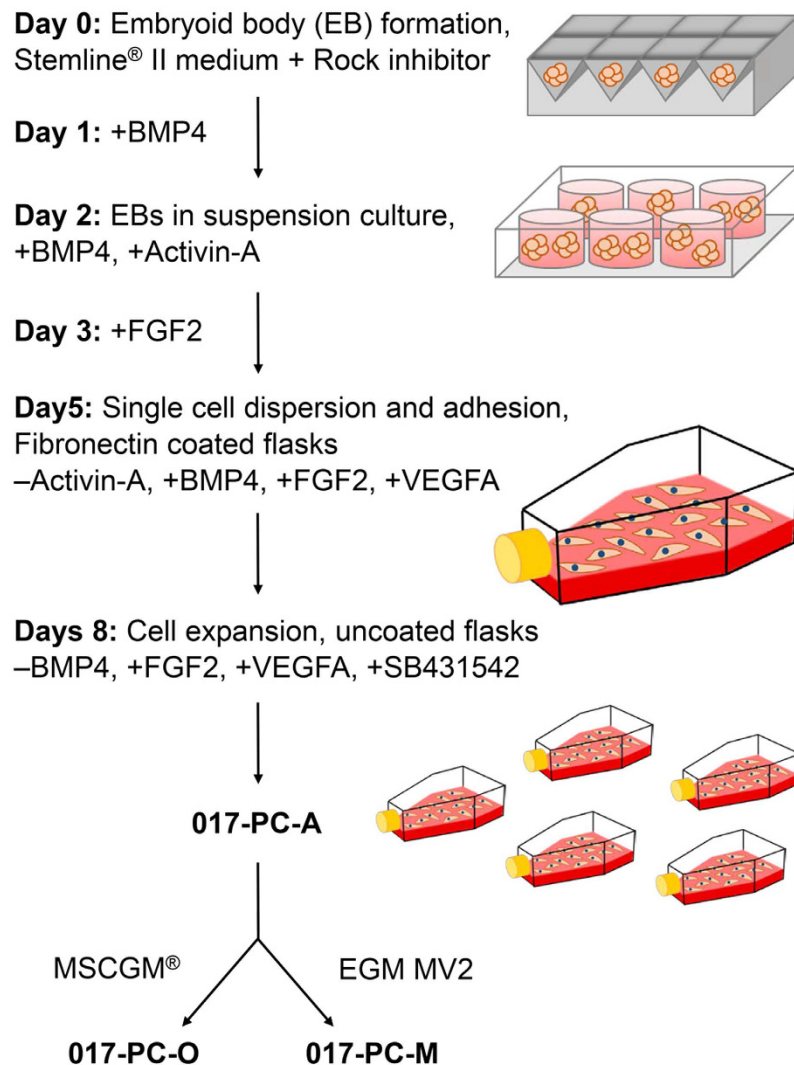 Day 0: Embryoid body (EB) formation,
Stemline® II medium + Rock inhibitor
Day 1: +BMP4
Day 2: EBs in suspension culture,
+BMP4, +Activin-A
Day 3: +FGF2
Day5: Single cell dispersion and adhesion,
Fibronectin coated flasks
–Activin-A, +BMP4, +FGF2, +VEGFA
Days 8: Cell expansion, uncoated flasks
–BMP4, +FGF2, +VEGFA, +SB431542
017-PC-A
MSCGM®
EGM MV2
017-PC-O
017-PC-M